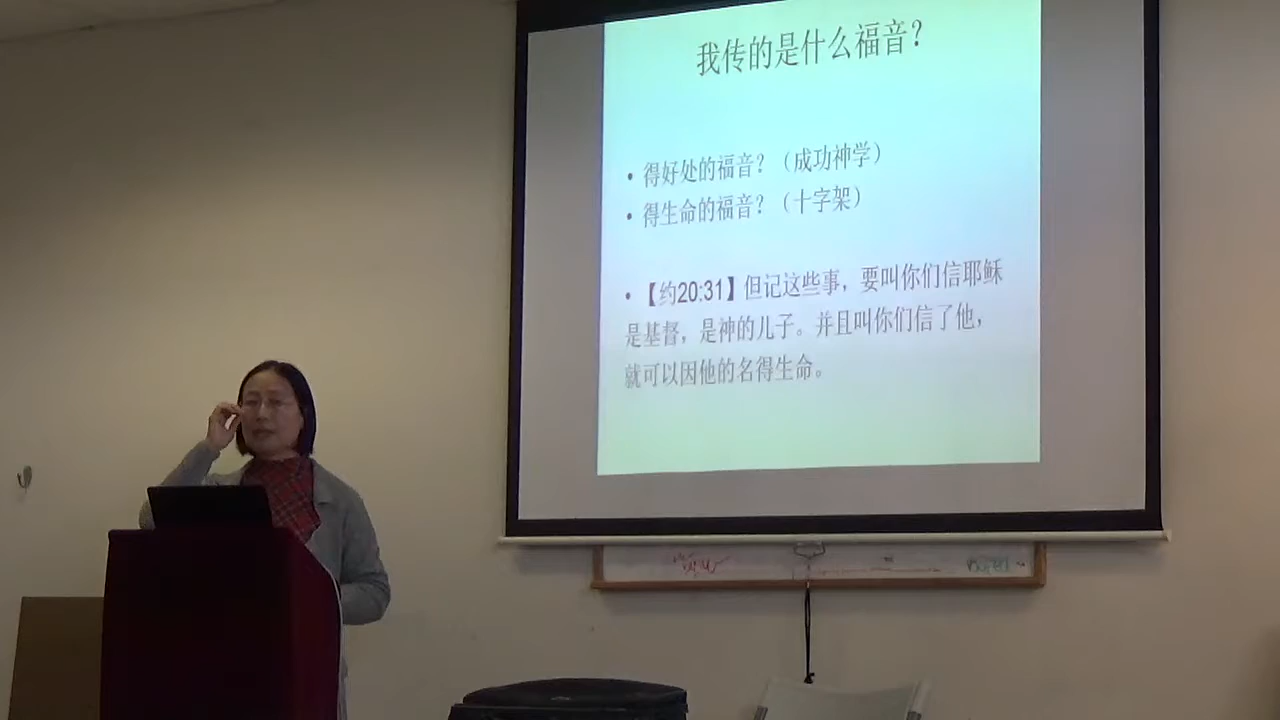 我传的是什么福音？
• 得好处的福音？（成功神学）
• 得生命的福音？（十字架）
• 【约20:31】但记这些事，要叫你们信耶稣
是基督，是神的儿子。并且叫你们信了他，
就可以因他的名得生命。